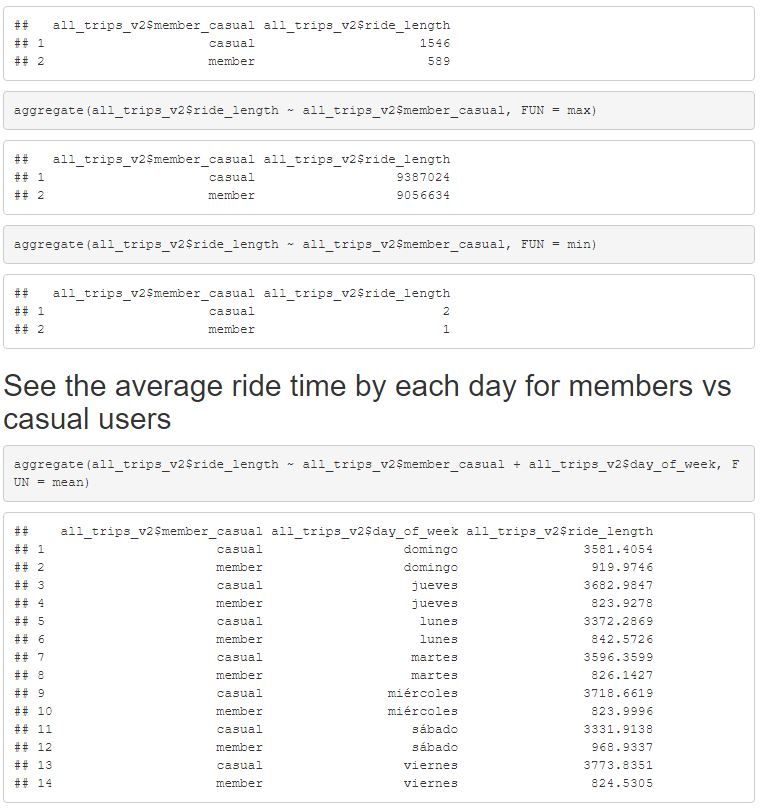 ##   all_trips_v2$member_casual all_trips_v2$ride_length
## 1                     casual                     1546
## 2                     member                      589
aggregate(all_trips_v2$ride_length ~ all_trips_v2$member_casual, FUN = max)
##   all_trips_v2$member_casual all_trips_v2$ride_length
## 1                     casual                  9387024
## 2                     member                  9056634
aggregate(all_trips_v2$ride_length ~ all_trips_v2$member_casual, FUN = min)
##   all_trips_v2$member_casual all_trips_v2$ride_length
## 1                     casual                        2
## 2                     member                        1
See the average ride time by each day for members vs
casual users
aggregate(all_trips_v2$ride_length ~ all_trips_v2$member_casual + all_trips_v2$day_of_week, F
UN = mean)
##    all_trips_v2$member_casual all_trips_v2$day_of_week all_trips_v2$ride_length
## 1                      casual                  domingo                3581.4054
## 2                      member                  domingo                 919.9746
## 3                      casual                   jueves                3682.9847
## 4                      member                   jueves                 823.9278
## 5                      casual                    lunes                3372.2869
## 6                      member                    lunes                 842.5726
## 7                      casual                   martes                3596.3599
## 8                      member                   martes                 826.1427
## 9                      casual                miércoles                3718.6619
## 10                     member                miércoles                 823.9996
## 11                     casual                   sábado                3331.9138
## 12                     member                   sábado                 968.9337
## 13                     casual                  viernes                3773.8351
## 14                     member                  viernes                 824.5305